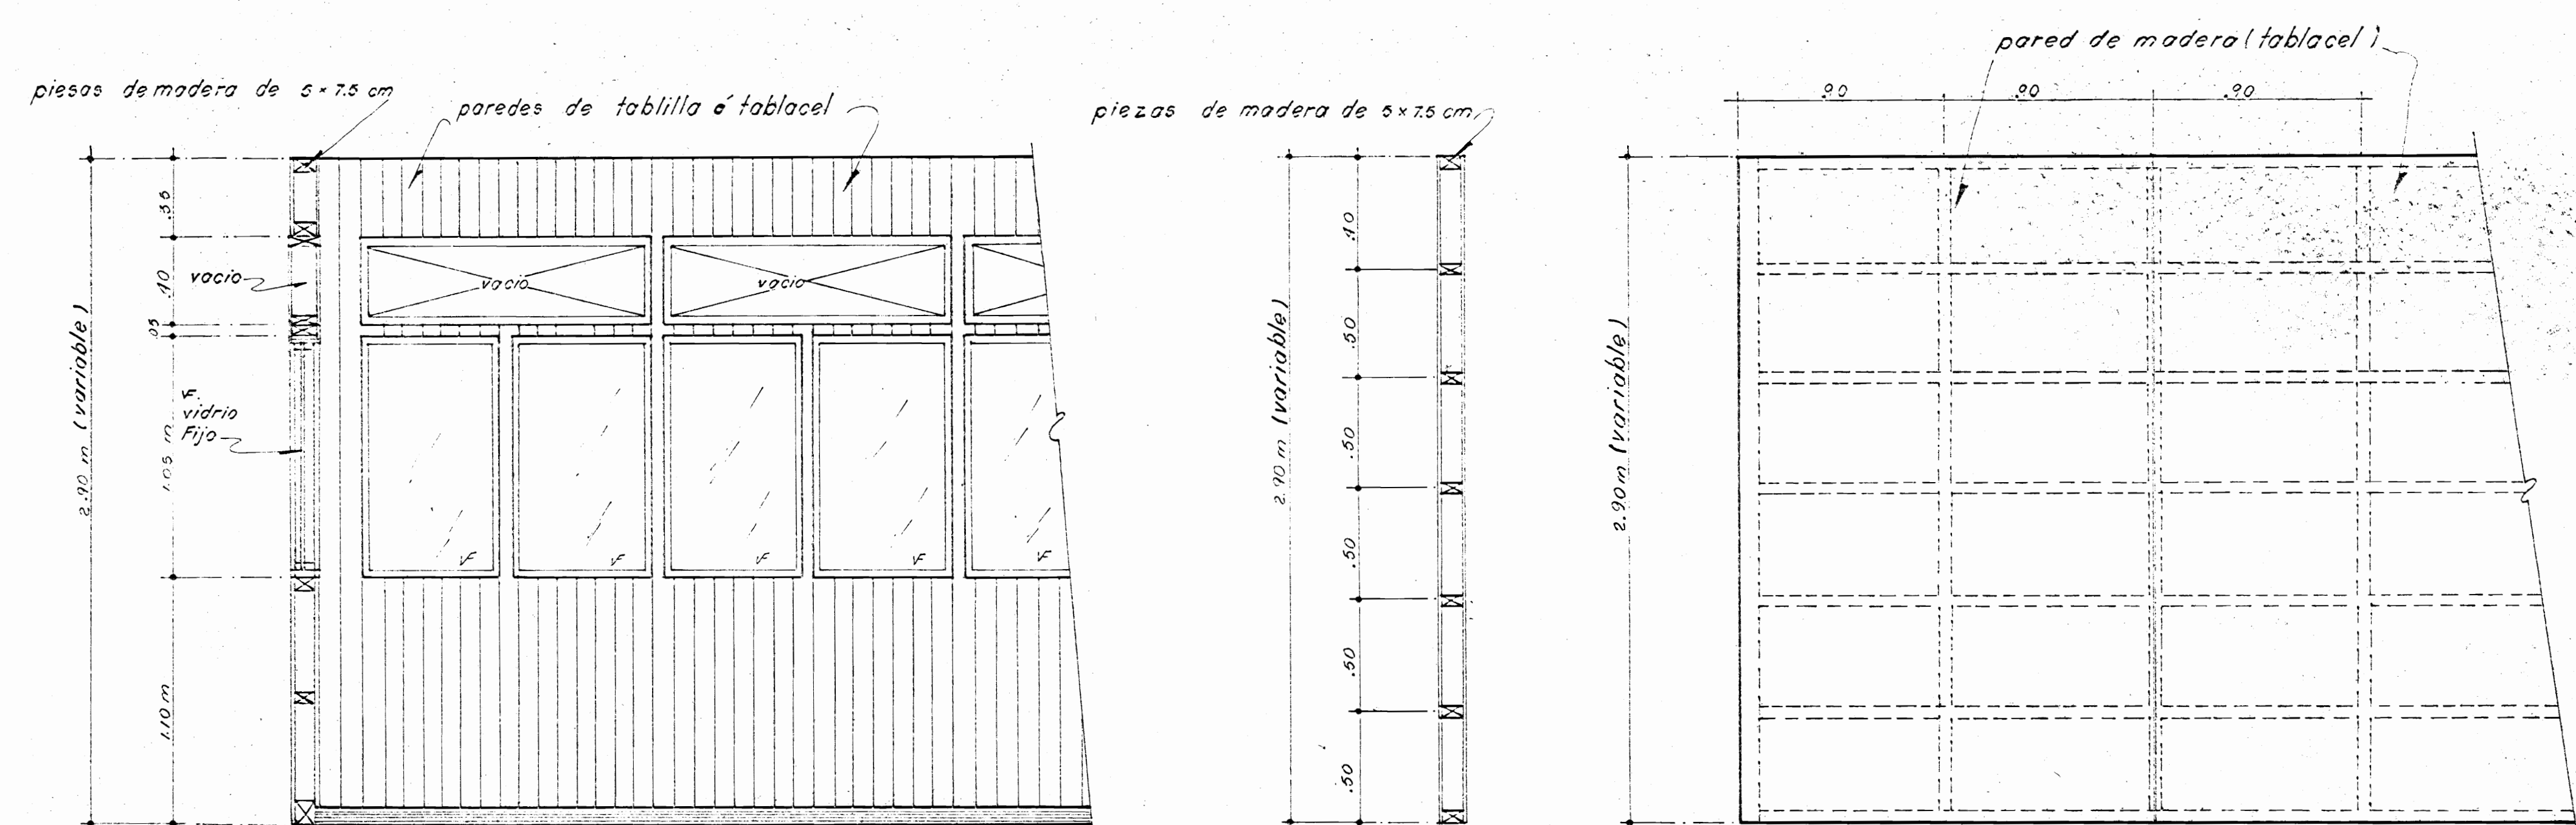 piesas de madera de 5 x 7.5 cm
paredes de tablilla ó tablacel
2.90 m (variable)
.35
.40
.05
1.05 m
1.10 m
vacio
VF.
vidrio
Fijo
vacio
vacio
VF
VF
VF
VF
VF
piezas de madera de 5 x 7.5 cm
2.90 m (variable)
.40
.50
.50
.50
.50
.50
pared de madera (tablacel)
.90
.90
.90
2.90 m (variable)